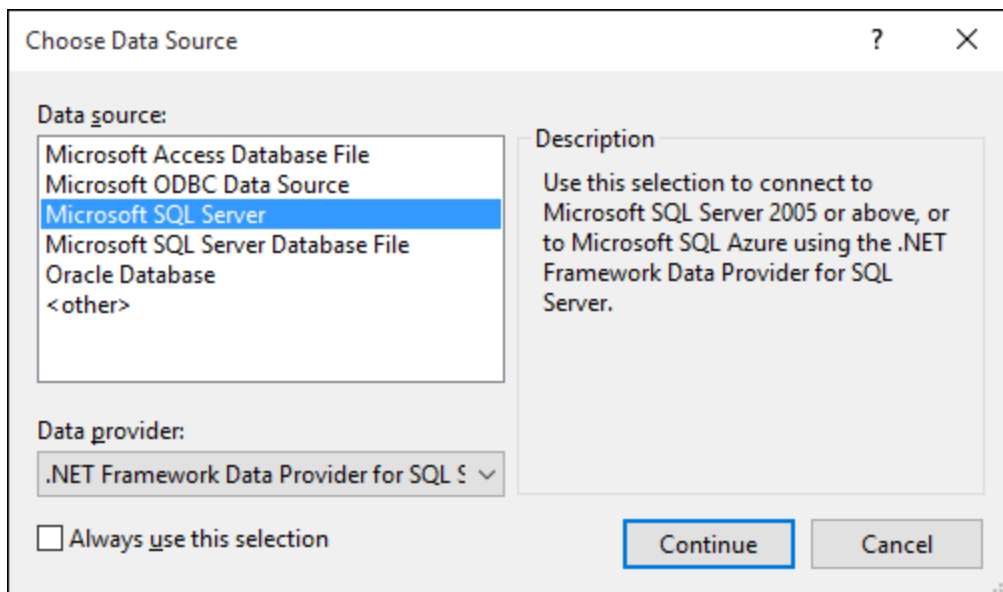 Choose Data Source
?
Data source:
Microsoft Access Database File
Microsoft ODBC Data Source
Microsoft SQL Server
Microsoft SQL Server Database File
Oracle Database
<other>
Description
Use this selection to connect to
Microsoft SQL Server 2005 or above, or
to Microsoft SQL Azure using the .NET
Framework Data Provider for SQL
Server.
Data provider:
.NET Framework Data Provider for SQL S
Always use this selection
Continue
Cancel